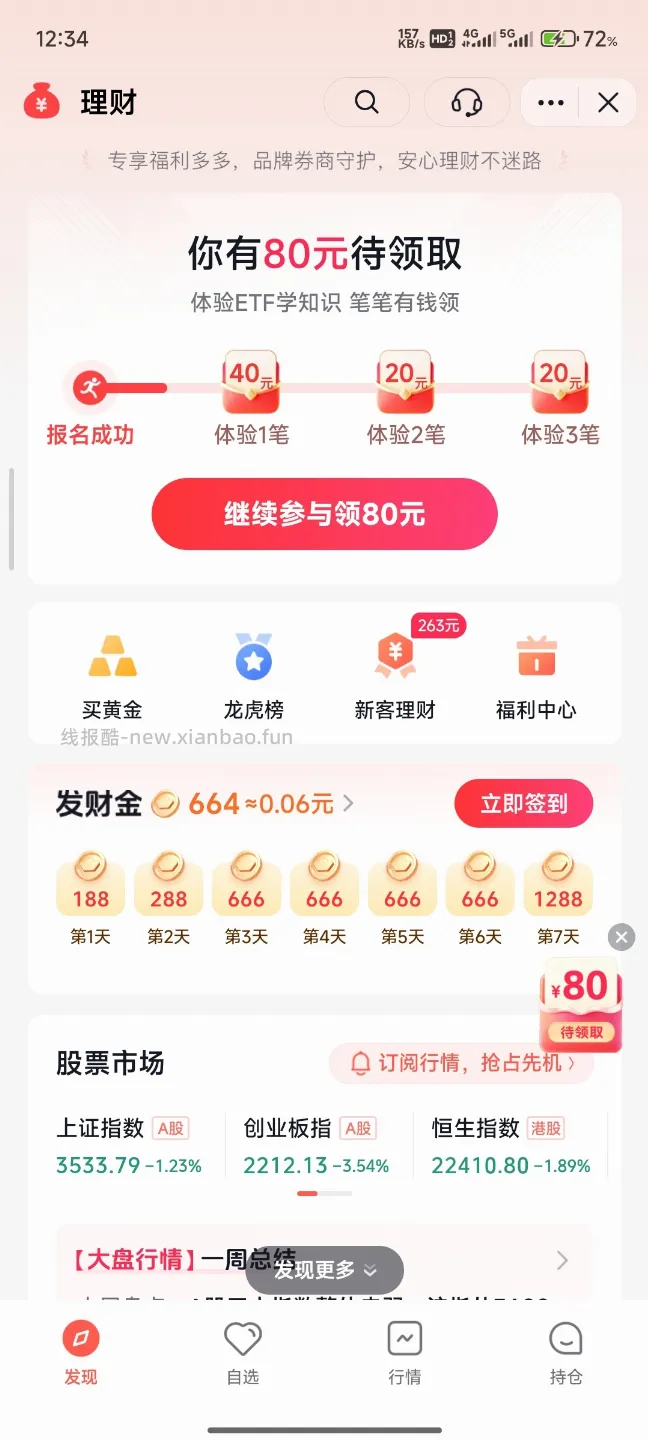 12:34
157 KB/s HD 1 2 4G 5G 72%
¥ 理财
专享福利多多，品牌券商守护，安心理财不迷路
你有80元待领取
体验ETF学知识 笔笔有钱领
40元 20元 20元
报名成功 体验1笔 体验2笔 体验3笔
继续参与领80元
263元
¥
买黄金 龙虎榜 新客理财 福利中心
线报酷-new.xianbao.fun
发财金 664≈0.06元 立即签到
188 288 666 666 666 666 1288
第1天 第2天 第3天 第4天 第5天 第6天 第7天
¥80
待领取
股票市场 订阅行情，抢占先机
上证指数 A股 创业板指 A股 恒生指数 港股
3533.79 -1.23% 2212.13 -3.54% 22410.80 -1.89%
【大盘行情】一周总结
发现更多
发现 自选 行情 持仓